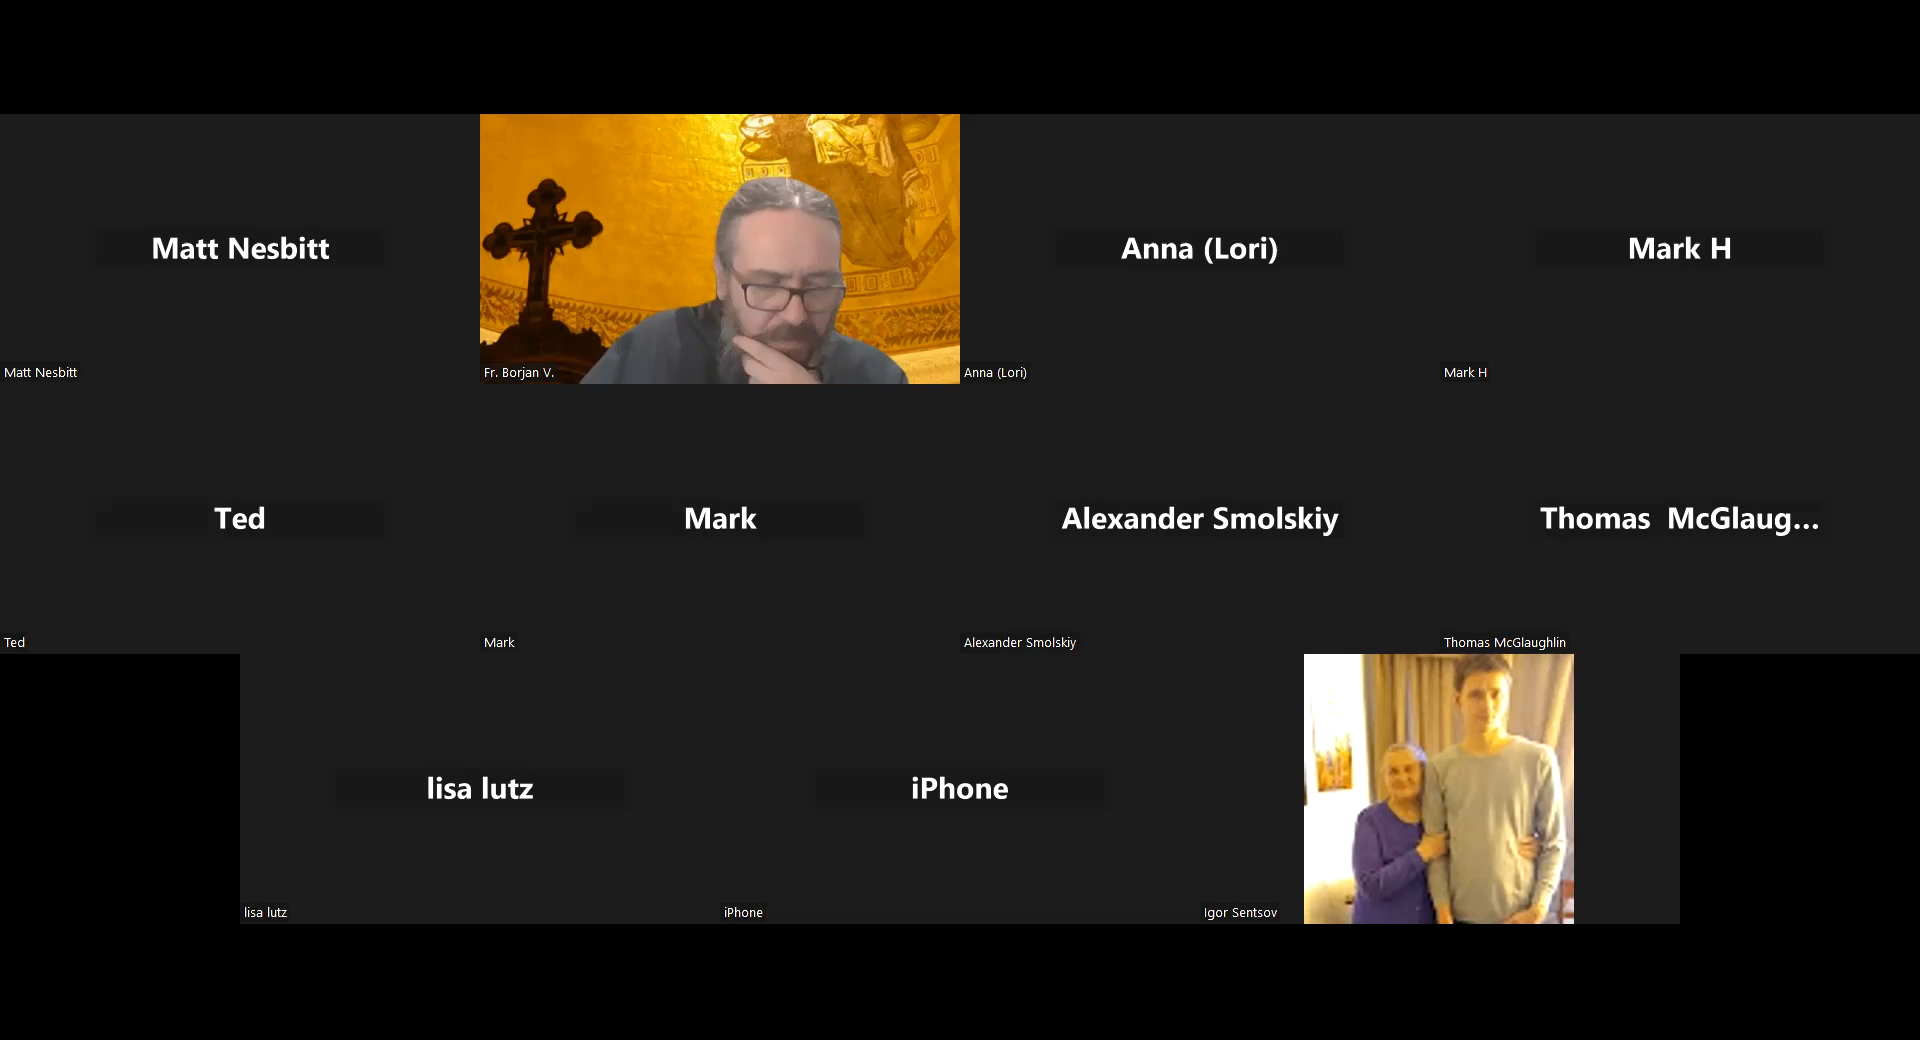 Matt Nesbitt
Anna (Lori)
Mark H
Matt Nesbitt
Fr. Borjan V.
Anna (Lori)
Mark H
Ted
Mark
Alexander Smolskiy
Thomas  McGlaug...
Ted
Mark
Alexander Smolskiy
Thomas McGlaughlin
lisa lutz
iPhone
lisa lutz
iPhone
Igor Sentsov